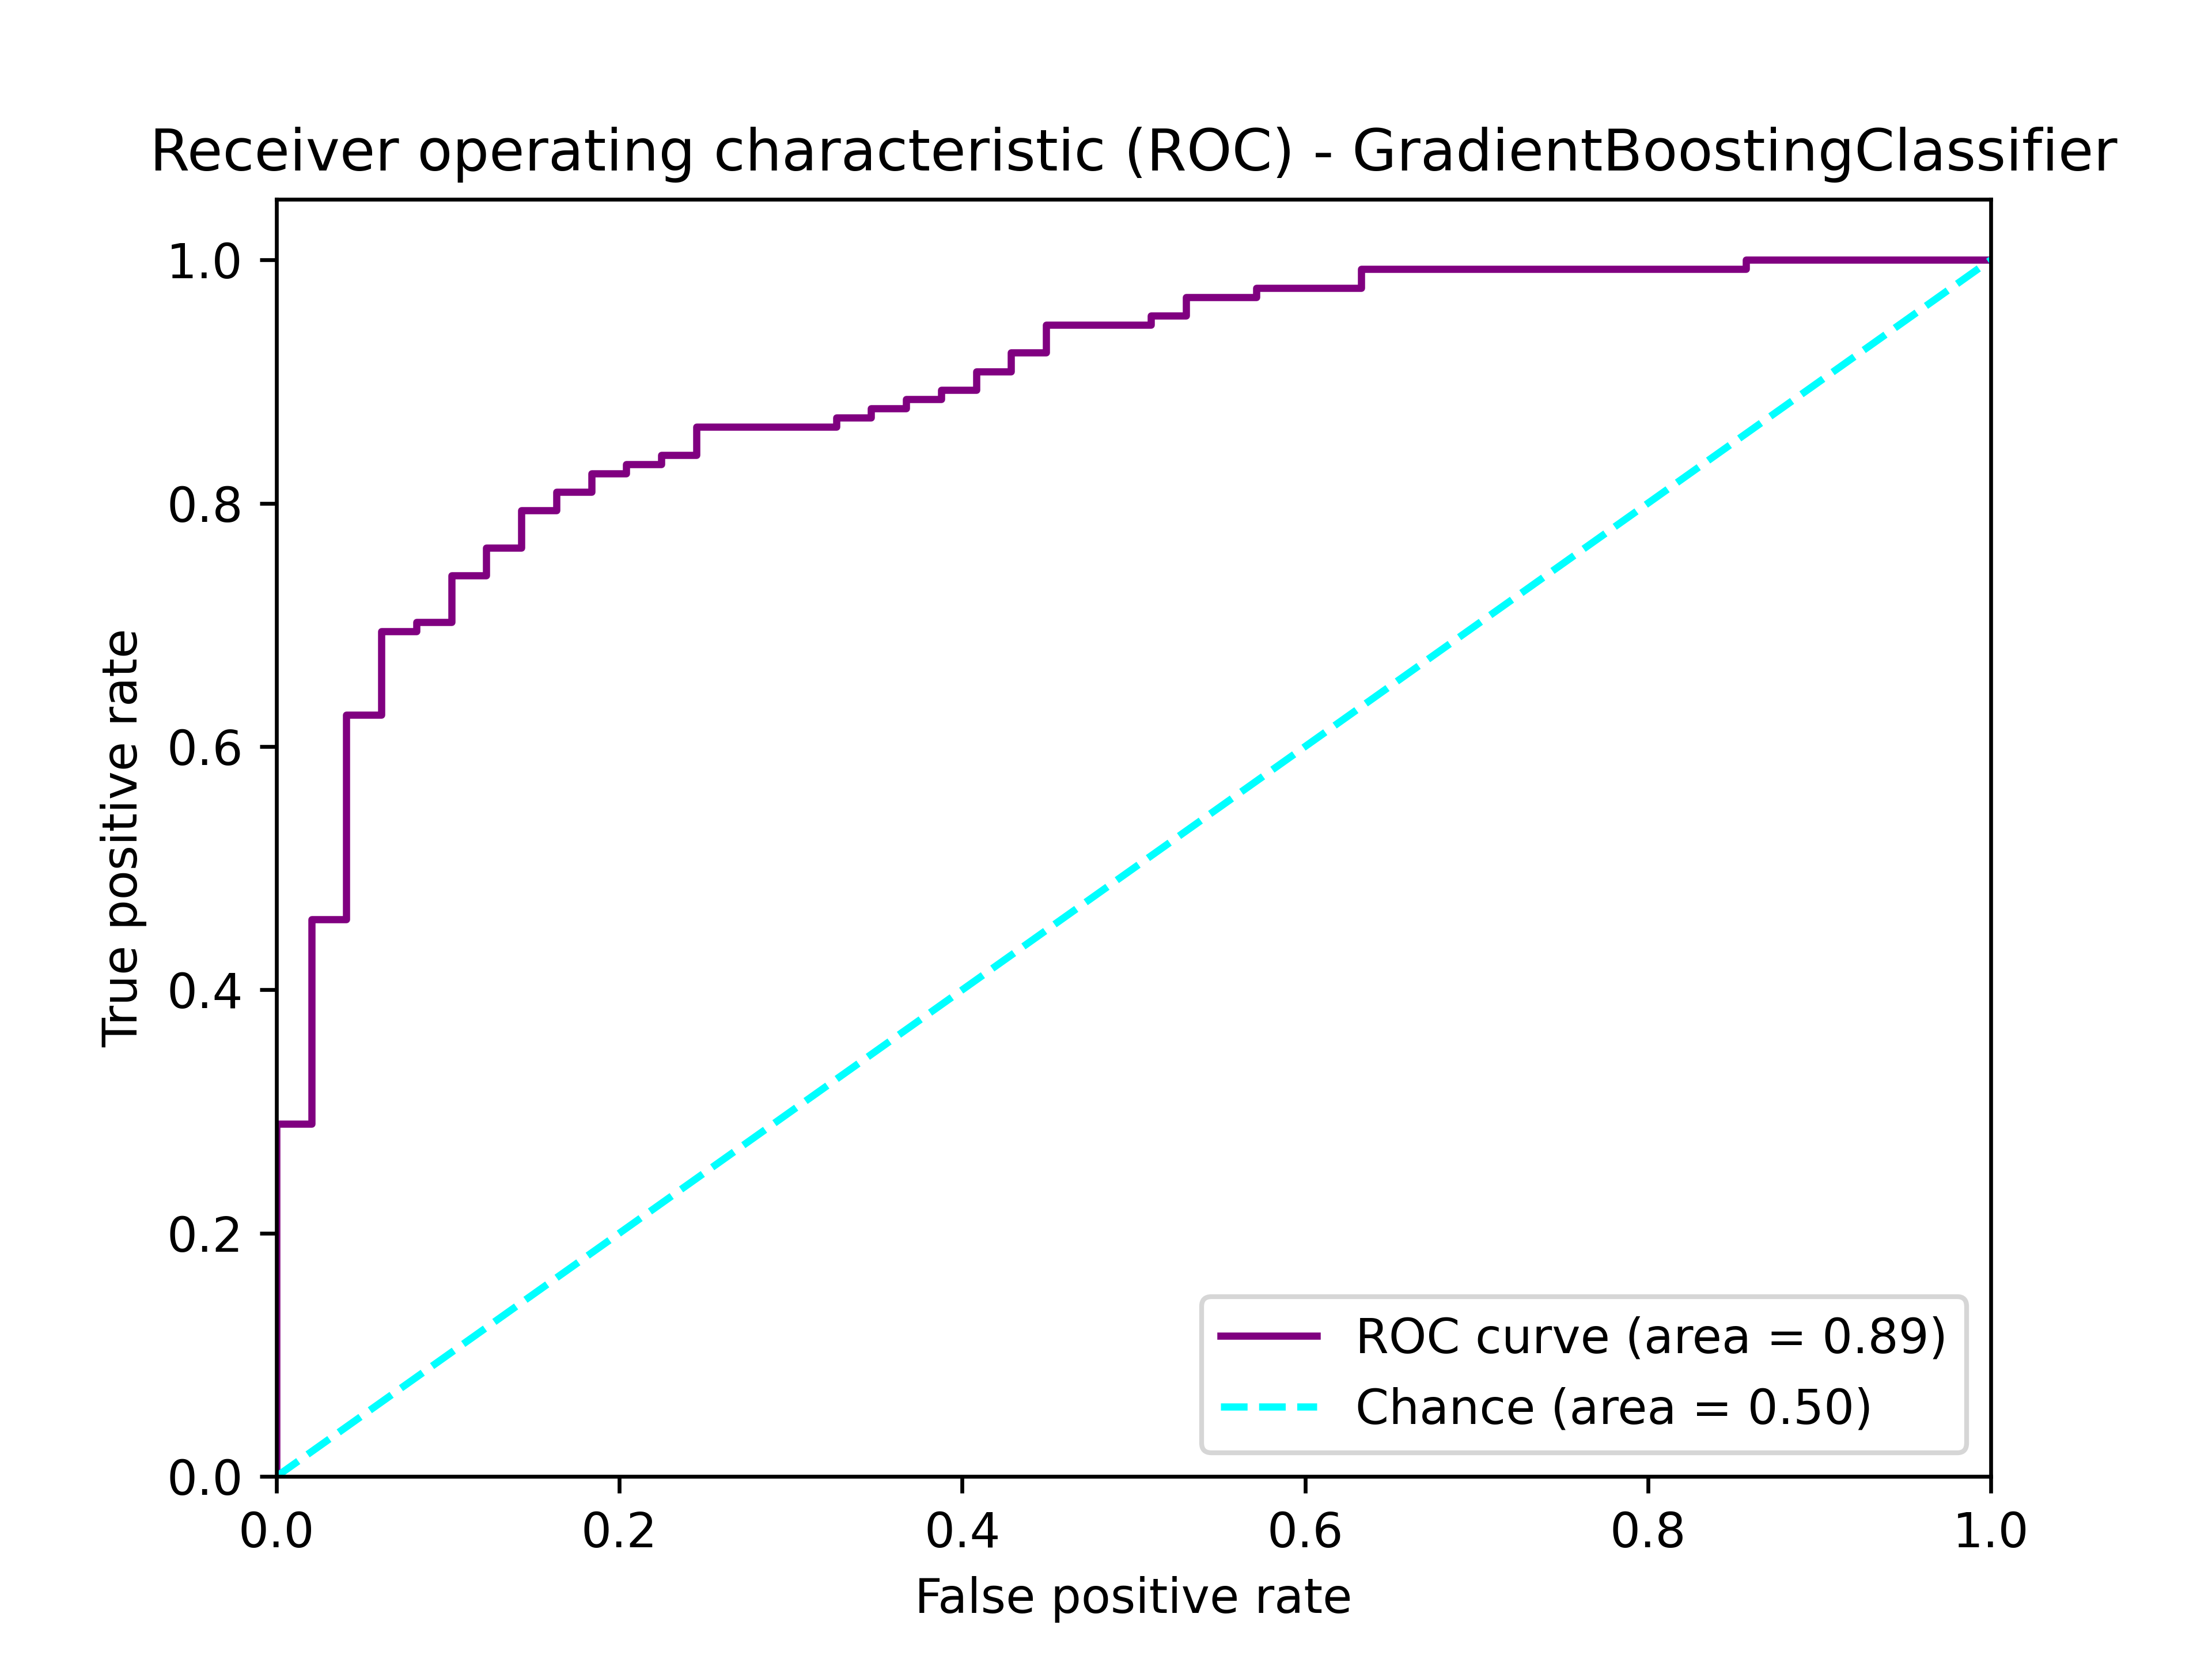 Receiver operating characteristic (ROC) - GradientBoostingClassifier
1.0
0.8
0.6
0.4
0.2
0.0
True positive rate
0.0 0.2 0.4 0.6 0.8 1.0
False positive rate
ROC curve (area = 0.89)
Chance (area = 0.50)